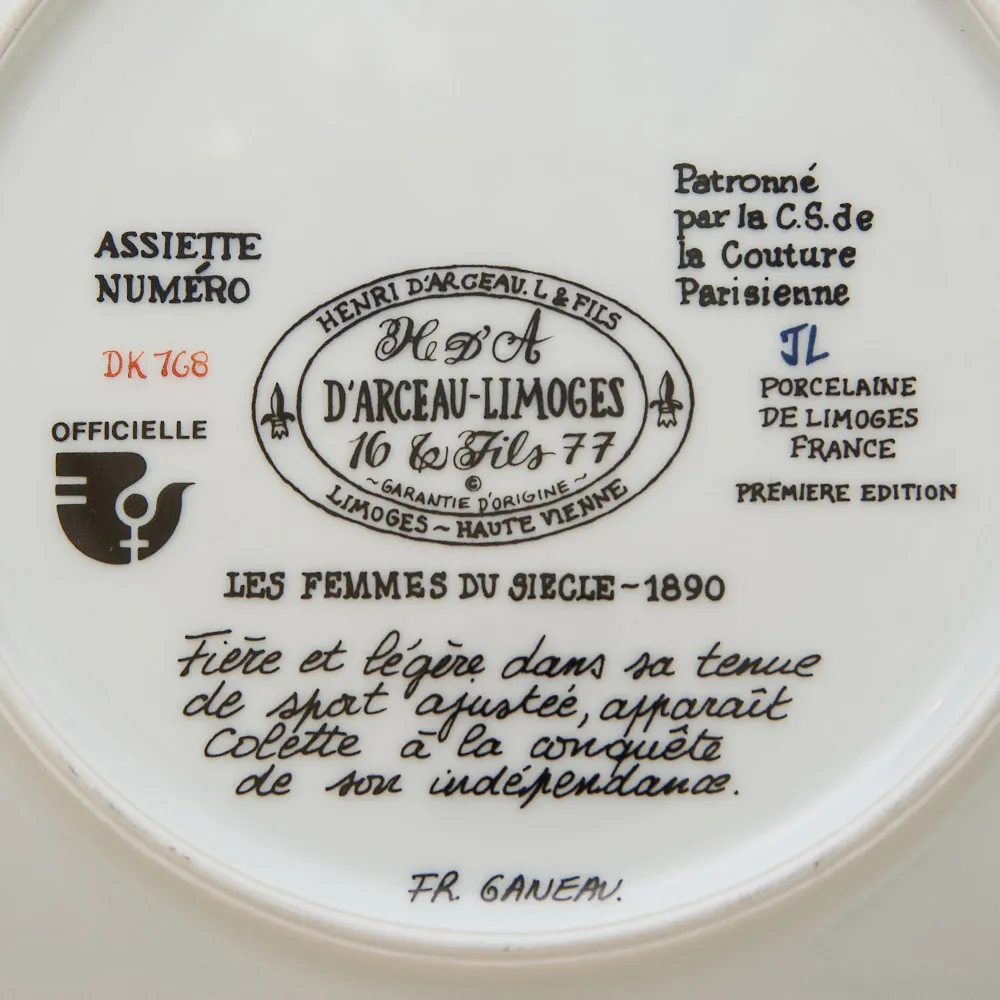 Patronné
par la C.S. de
la Couture
Parisienne
ASSIETTE
NUMÉRO
DK 768
OFFICIELLE
HENRI D'ARCEAU. L & FILS
H D'A
D'ARCEAU-LIMOGES
16 & Fils 77
©
~GARANTIE D'ORIGINE~
LIMOGES ~ HAUTE VIENNE
JL
PORCELAINE
DE LIMOGES
FRANCE
PREMIERE EDITION
LES FEMMES DU SIECLE ~ 1890
Fière et légère dans sa tenue
de sport ajustée, apparaît
Colette à la conquête
de son indépendance.
FR. GANEAU.